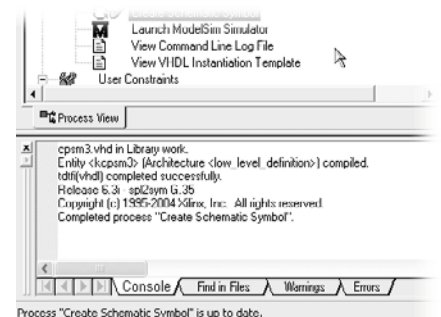 Create Schematic Symbol
Launch ModelSim Simulator
View Command Line Log File
View VHDL Instantiation Template
User Constraints
Process View
cpsm3.vhd in Library work.
Entity <kcpsm3> (Architecture <low_level_definition>) compiled.
tdtfi(vhdl) completed successfully.
Release 6.3i - spl2sym G.35
Copyright (c) 1995-2004 Xilinx, Inc. All rights reserved.
Completed process "Create Schematic Symbol".
Console Find in Files Warnings Errors
Process "Create Schematic Symbol" is up to date.